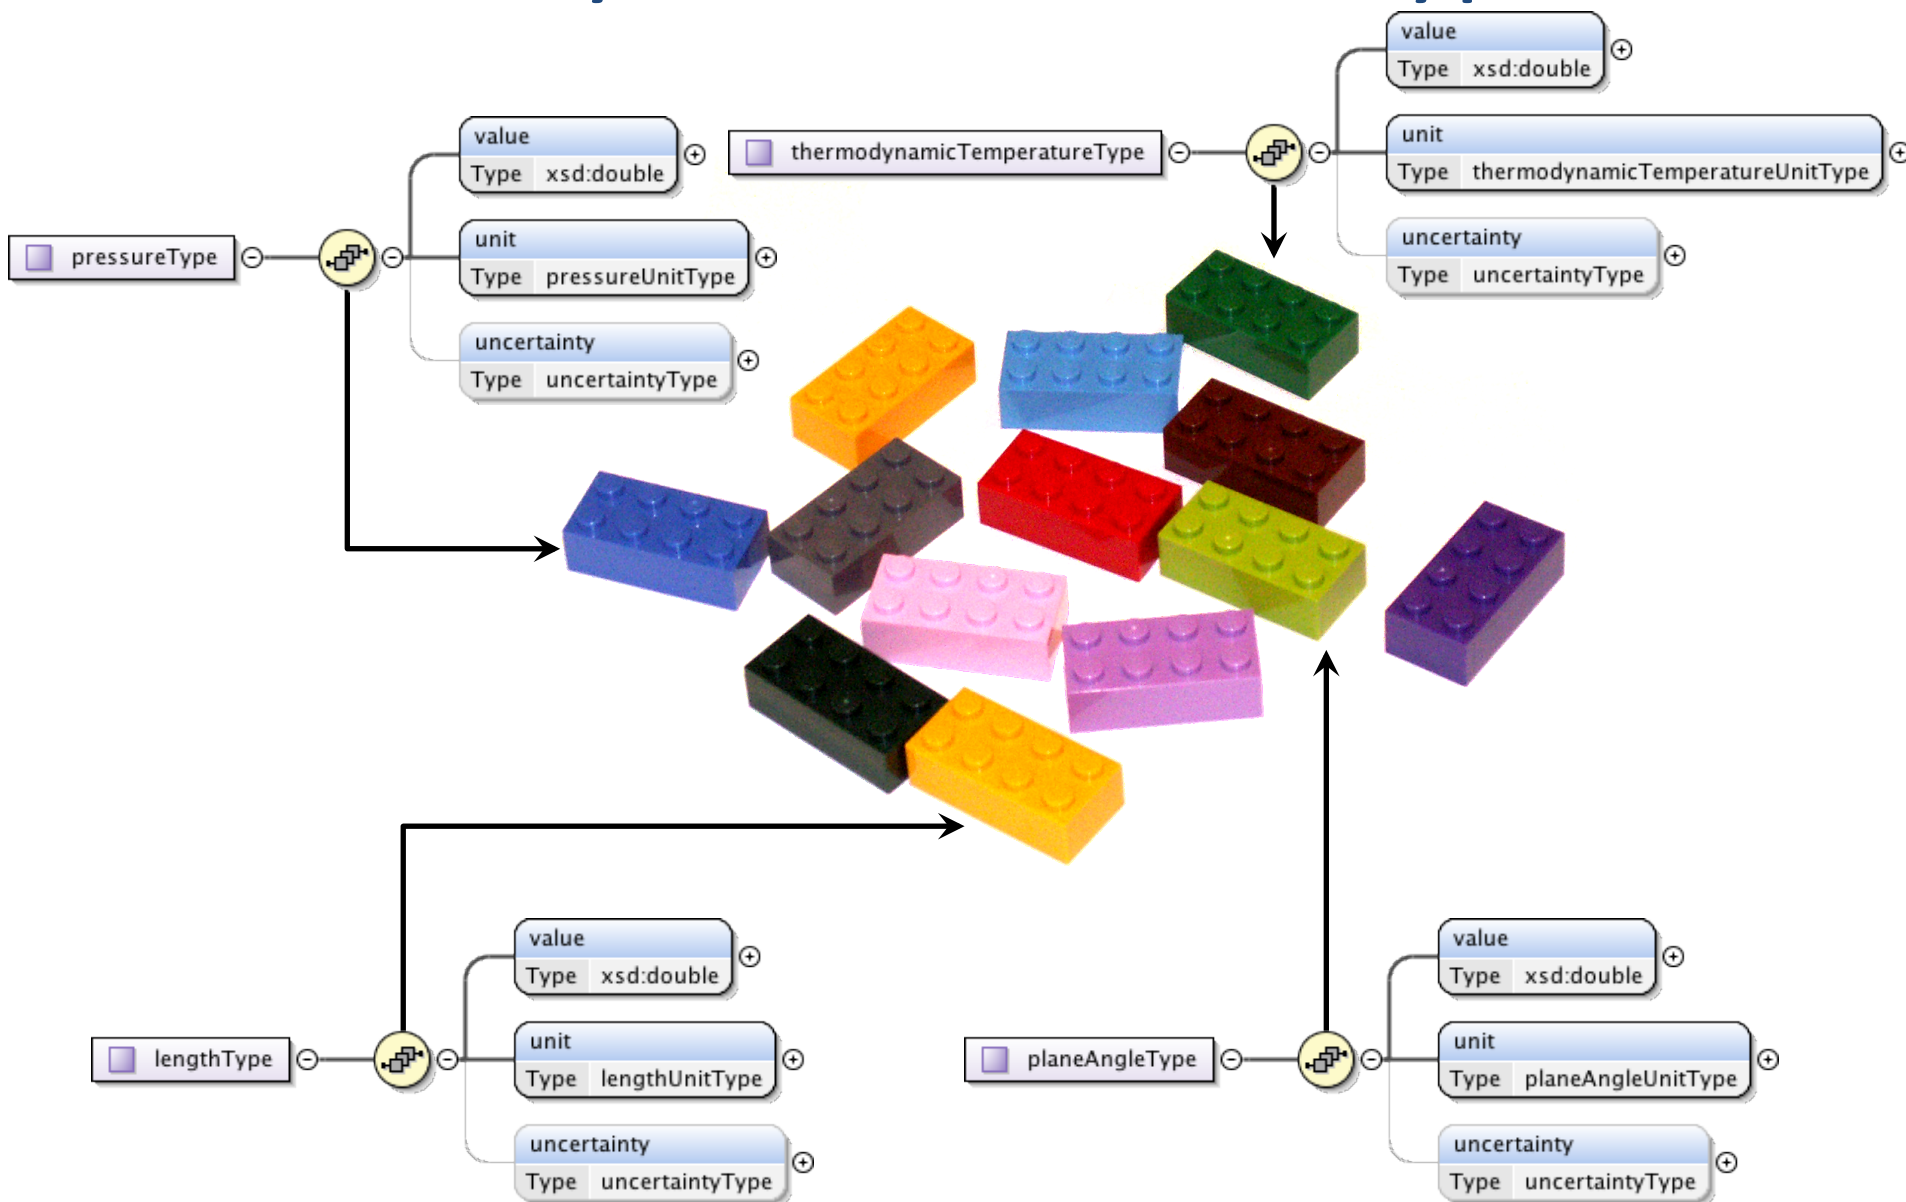 value
Type xsd:double
unit
Type thermodynamicTemperatureUnitType
uncertainty
Type uncertaintyType
thermodynamicTemperatureType
value
Type xsd:double
unit
Type pressureUnitType
uncertainty
Type uncertaintyType
pressureType
value
Type xsd:double
unit
Type lengthUnitType
uncertainty
Type uncertaintyType
lengthType
value
Type xsd:double
unit
Type planeAngleUnitType
uncertainty
Type uncertaintyType
planeAngleType